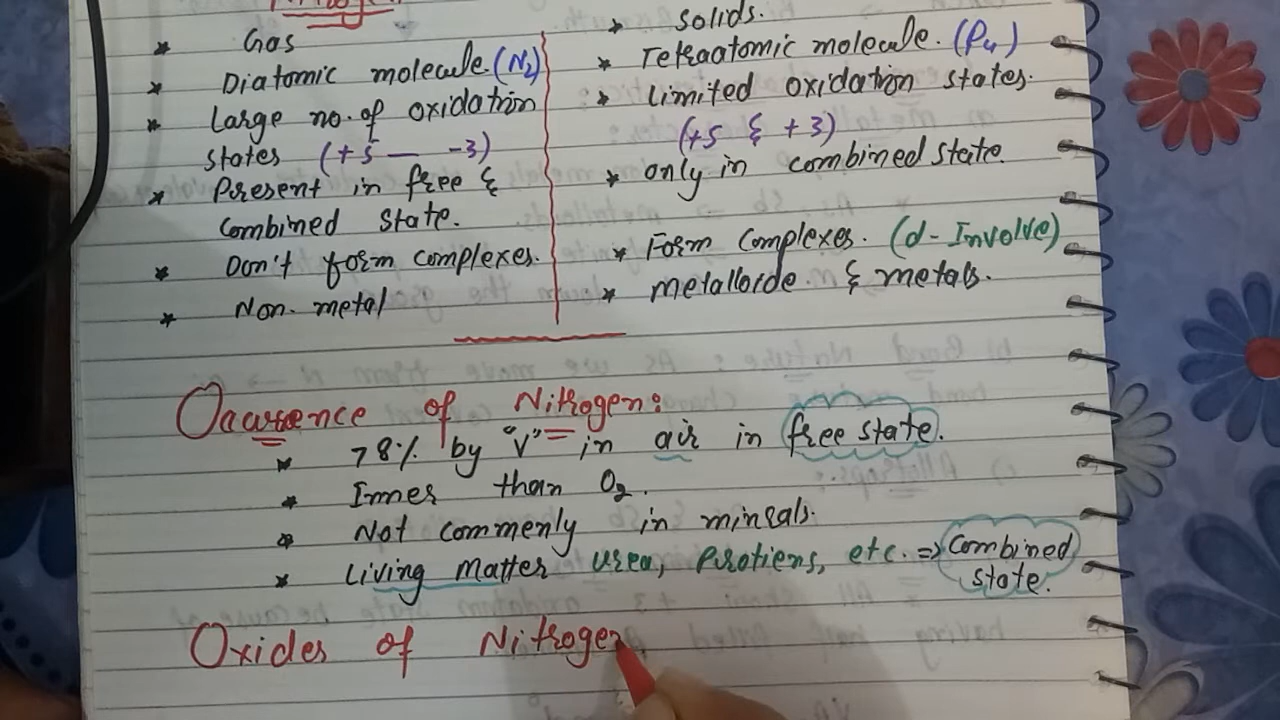 Gas
Diatomic molecule. (N2)
Large no. of oxidation
states (+5 — -3)
Present in free &
Combined State.
Don't form complexes.
Non-metal
Solids.
Tetraatomic molecule. (P4)
Limited oxidation states.
(+5 & +3)
only in combined state.
Form Complexes. (d-Involve)
metalloide & metals.
Ocurrence of Nitrogen:
78% by "V" in air in free state.
Inner than O2.
Not commenly in minrals.
Living Matter urea, Protiens, etc. => Combined
state.
Oxides of Nitrogen